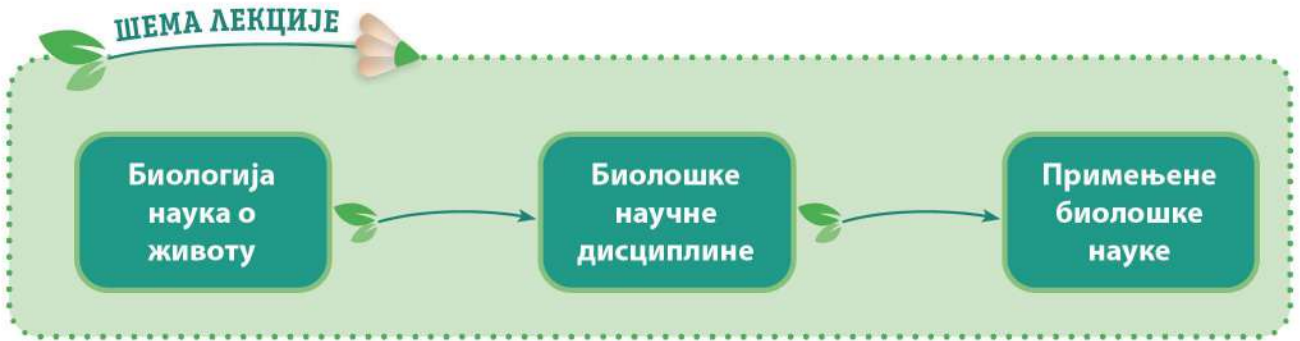 ШЕМА ЛЕКЦИЈЕ
Биологија
наука о
животу
Биолошке
научне
дисциплине
Примењене
биолошке
науке